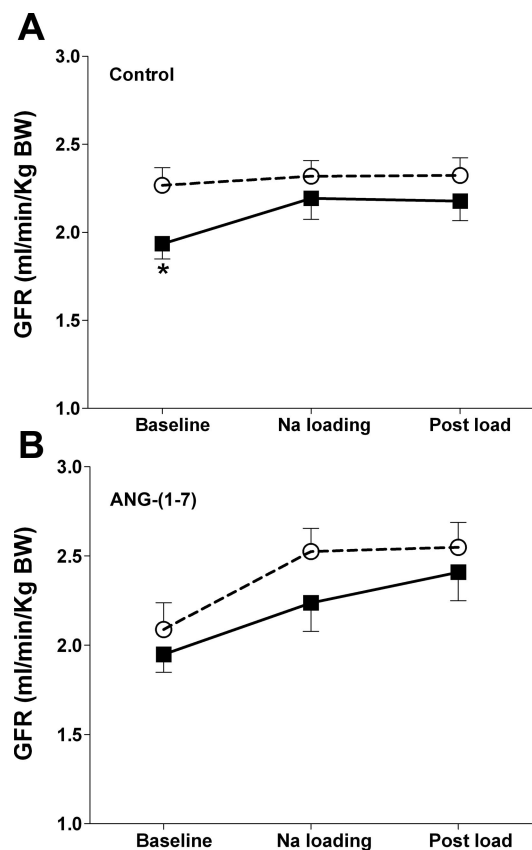 A
3.0
Control
2.5
2.0
*
1.5
1.0
GFR (ml/min/Kg BW)
Baseline Na loading Post load
B
3.0
ANG-(1-7)
2.5
2.0
1.5
1.0
GFR (ml/min/Kg BW)
Baseline Na loading Post load